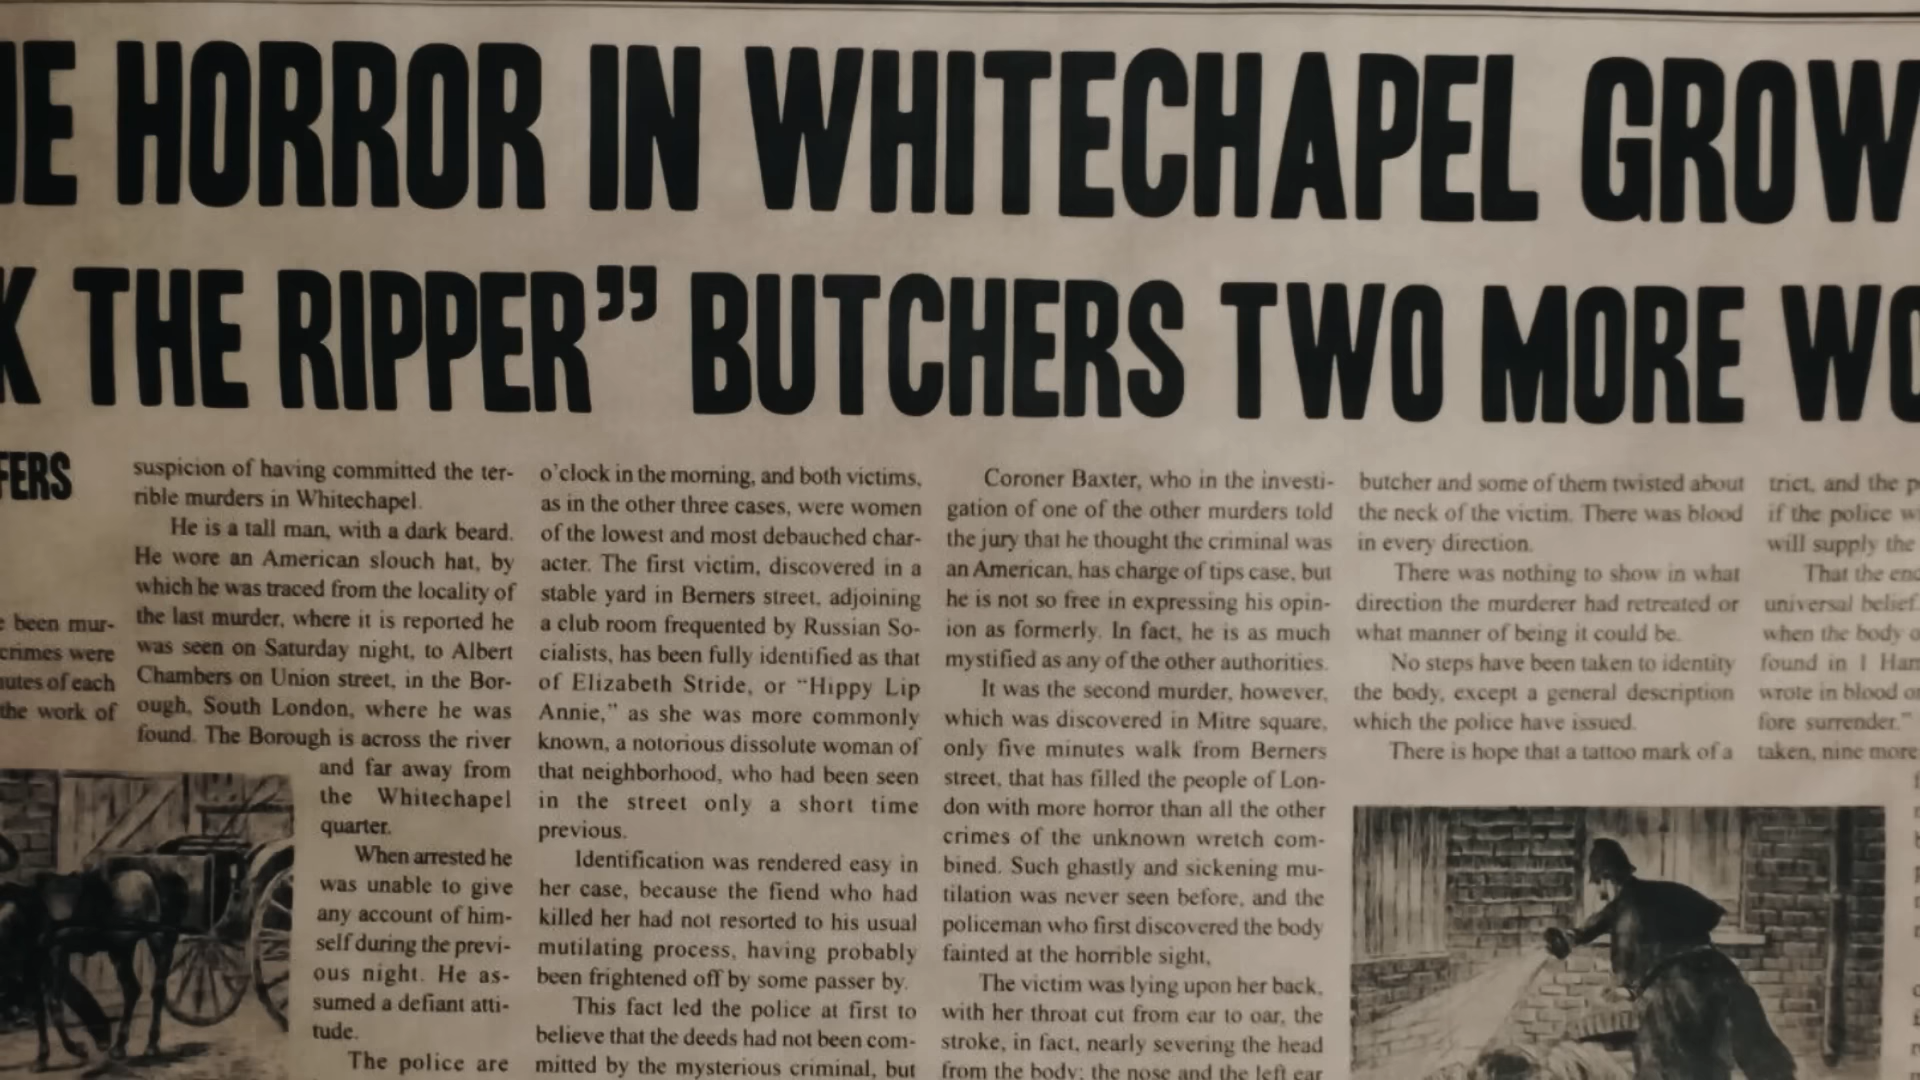 HORROR IN WHITECHAPEL GROW
THE RIPPER” BUTCHERS TWO MORE WO
FERS
been mur-
crimes were
utes of each
the work of
suspicion of having committed the ter-
rible murders in Whitechapel.
He is a tall man, with a dark beard.
He wore an American slouch hat, by
which he was traced from the locality of
the last murder, where it is reported he
was seen on Saturday night, to Albert
Chambers on Union street, in the Bor-
ough, South London, where he was
found. The Borough is across the river
and far away from
the Whitechapel
quarter.
When arrested he
was unable to give
any account of him-
self during the previ-
ous night. He as-
sumed a defiant atti-
tude.
The police are
o’clock in the morning, and both victims,
as in the other three cases, were women
of the lowest and most debauched char-
acter. The first victim, discovered in a
stable yard in Berners street, adjoining
a club room frequented by Russian So-
cialists, has been fully identified as that
of Elizabeth Stride, or “Hippy Lip
Annie,” as she was more commonly
known, a notorious dissolute woman of
that neighborhood, who had been seen
in the street only a short time
previous.
Identification was rendered easy in
her case, because the fiend who had
killed her had not resorted to his usual
mutilating process, having probably
been frightened off by some passer by.
This fact led the police at first to
believe that the deeds had not been com-
mitted by the mysterious criminal, but
Coroner Baxter, who in the investi-
gation of one of the other murders told
the jury that he thought the criminal was
an American, has charge of tips case, but
he is not so free in expressing his opin-
ion as formerly. In fact, he is as much
mystified as any of the other authorities.
It was the second murder, however,
which was discovered in Mitre square,
only five minutes walk from Berners
street, that has filled the people of Lon-
don with more horror than all the other
crimes of the unknown wretch com-
bined. Such ghastly and sickening mu-
tilation was never seen before, and the
policeman who first discovered the body
fainted at the horrible sight,
The victim was lying upon her back,
with her throat cut from ear to oar, the
stroke, in fact, nearly severing the head
from the body; the nose and the left ear
butcher and some of them twisted about
the neck of the victim. There was blood
in every direction.
There was nothing to show in what
direction the murderer had retreated or
what manner of being it could be.
No steps have been taken to identity
the body, except a general description
which the police have issued.
There is hope that a tattoo mark of a
trict, and the p
if the police w
will supply the
That the end
universal belief.
when the body o
found in 1 Han
wrote in blood on
fore surrender.”
taken, nine more